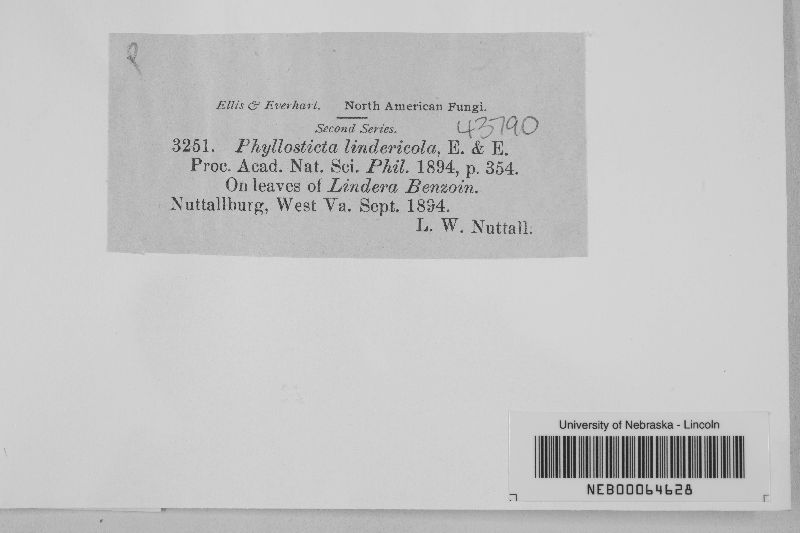 Ellis & Everhart. North American Fungi.
Second Series.
43790
3251. Phyllosticta lindericola, E. & E.
Proc. Acad. Nat. Sci. Phil. 1894, p. 354.
On leaves of Lindera Benzoin.
Nuttallburg, West Va. Sept. 1894.
L. W. Nuttall.
University of Nebraska - Lincoln
NEB00064628